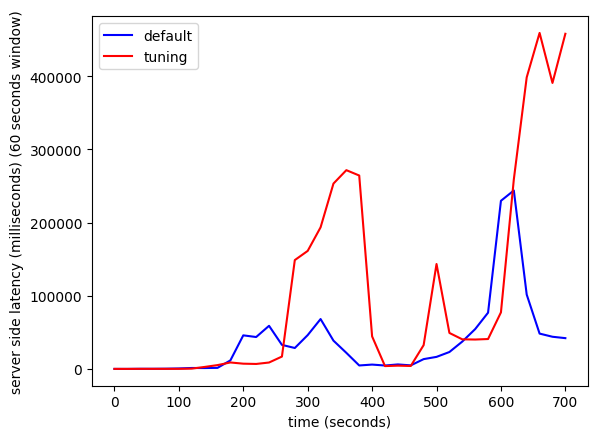 default
tuning
server side latency (milliseconds) (60 seconds window)
400000
300000
200000
100000
0
0 100 200 300 400 500 600 700
time (seconds)